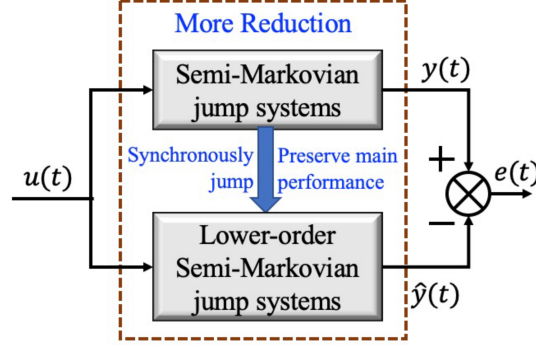 More Reduction
Semi-Markovian
jump systems
y(t)
Synchronously
jump
Preserve main
performance
u(t)
+
e(t)
−
Lower-order
Semi-Markovian
jump systems
ŷ(t)